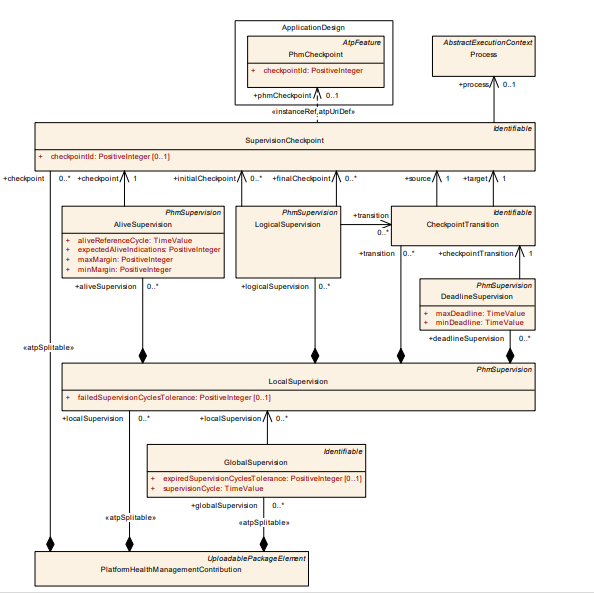 ApplicationDesign
AtpFeature
PhmCheckpoint
+ checkpointId: PositiveInteger
AbstractExecutionContext
Process
+phmCheckpoint 0..1
+process 0..1
«instanceRef,atpUriDef»
Identifiable
SupervisionCheckpoint
+ checkpointId: PositiveInteger [0..1]
+checkpoint 0..* +checkpoint 1 +initialCheckpoint 0..* +finalCheckpoint 0..* +source 1 +target 1
PhmSupervision
AliveSupervision
+ aliveReferenceCycle: TimeValue
+ expectedAliveIndications: PositiveInteger
+ maxMargin: PositiveInteger
+ minMargin: PositiveInteger
PhmSupervision
LogicalSupervision
+transition
0..*
Identifiable
CheckpointTransition
+transition 0..* +checkpointTransition 1
PhmSupervision
DeadlineSupervision
+ maxDeadline: TimeValue
+ minDeadline: TimeValue
+aliveSupervision 0..* +logicalSupervision 0..*
+deadlineSupervision 0..*
«atpSplitable»
PhmSupervision
LocalSupervision
+ failedSupervisionCyclesTolerance: PositiveInteger [0..1]
+localSupervision 0..* +localSupervision 0..*
Identifiable
GlobalSupervision
+ expiredSupervisionCyclesTolerance: PositiveInteger [0..1]
+ supervisionCycle: TimeValue
+globalSupervision 0..*
«atpSplitable»
«atpSplitable»
UploadablePackageElement
PlatformHealthManagementContribution